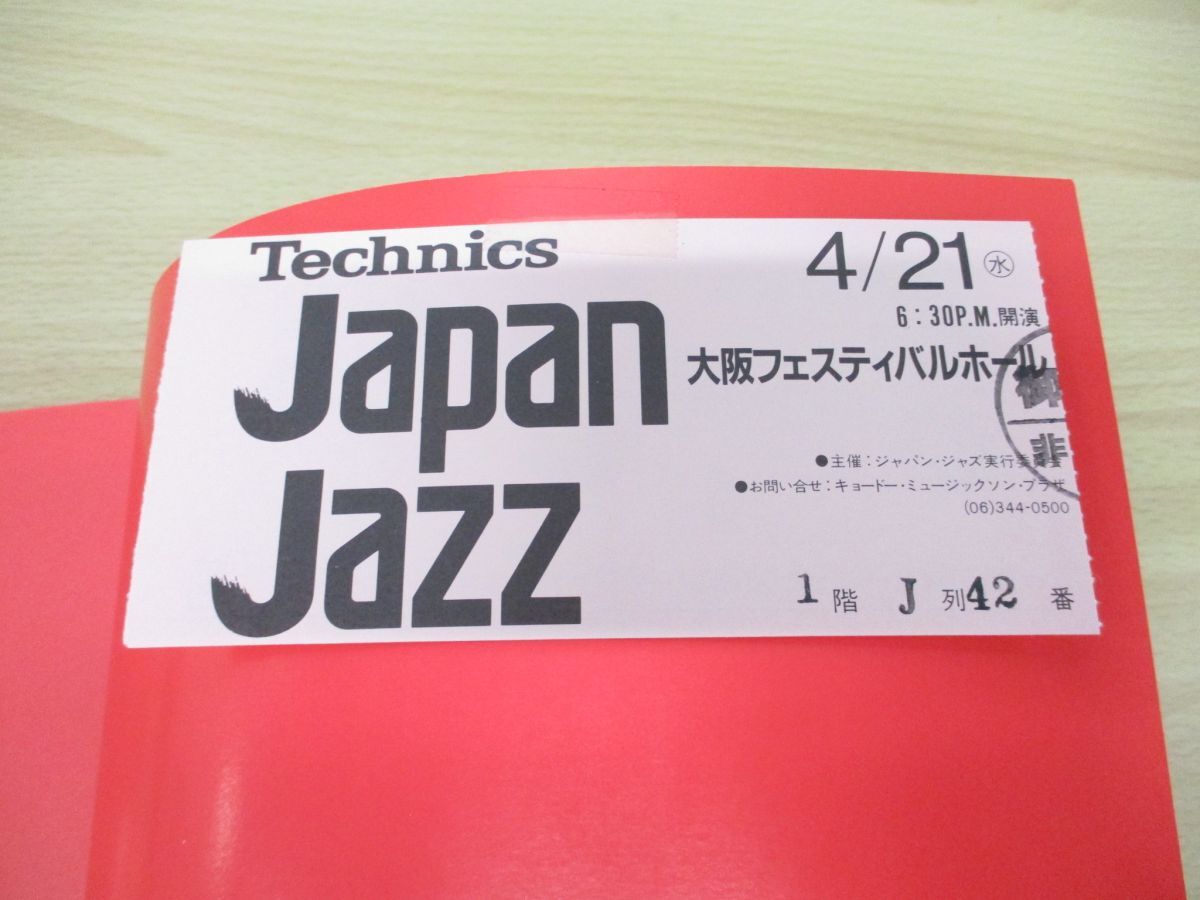 Technics
Japan
Jazz
4/21 ㊌
6:30P.M.開演
大阪フェスティバルホール
●主催:ジャパン・ジャズ実行委員会
●お問い合せ:キョードー・ミュージックソン・プラザ
(06)344-0500
1階 J列42番